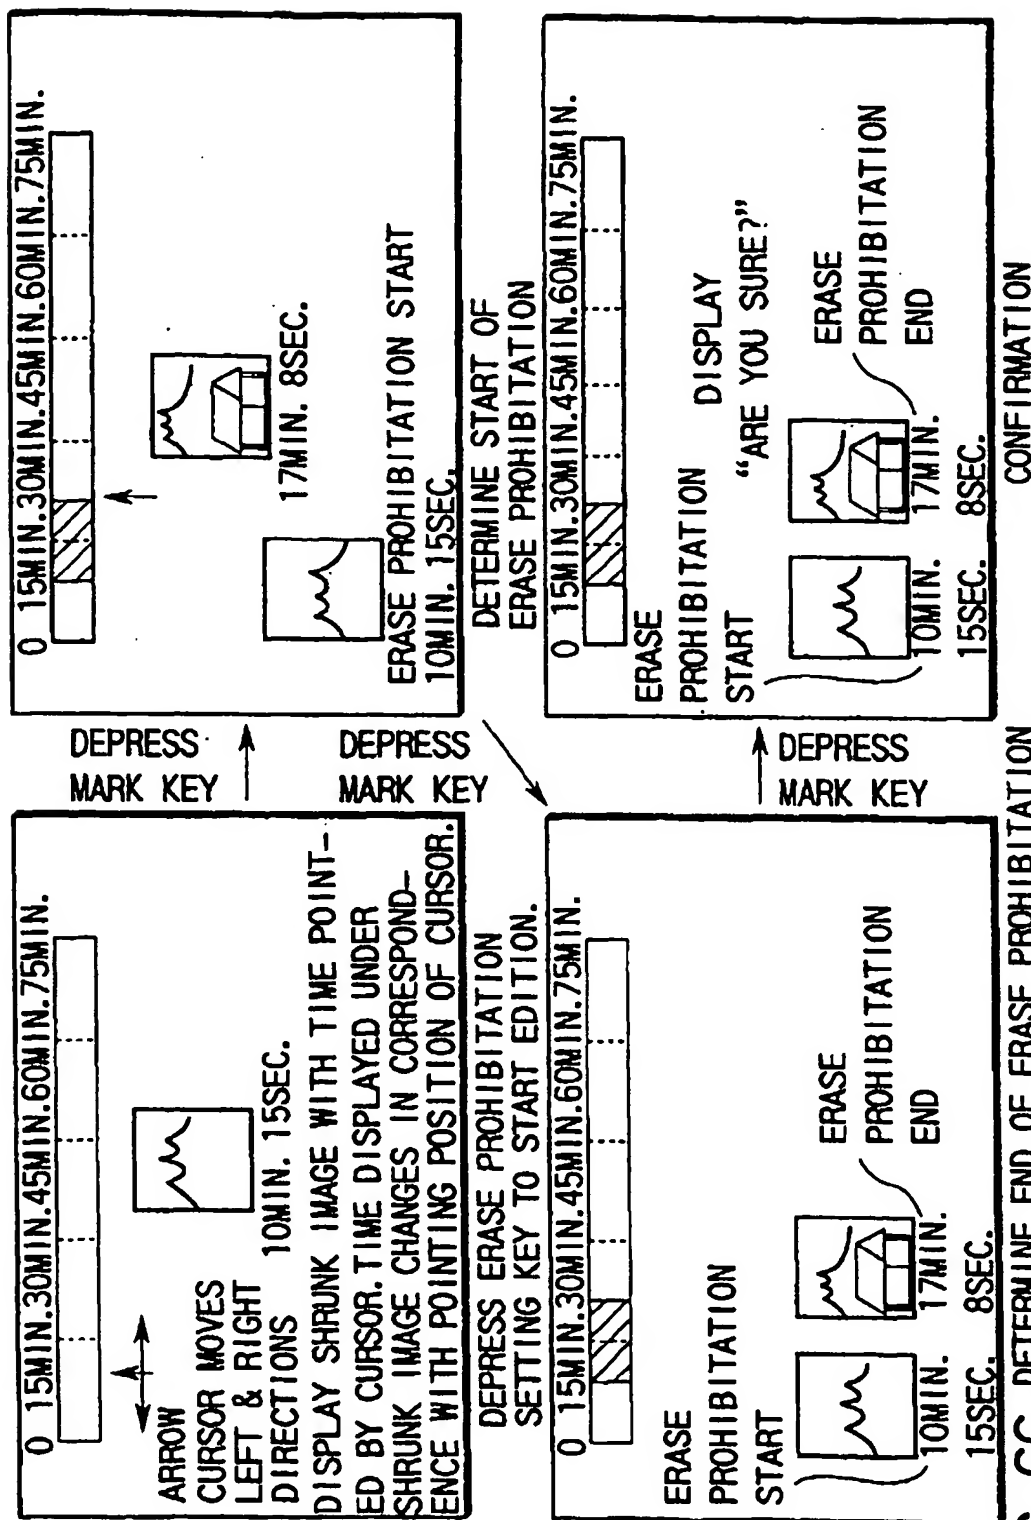 0 15MIN.30MIN.45MIN.60MIN.75MIN.
ARROW
CURSOR MOVES
LEFT & RIGHT
DIRECTIONS
10MIN. 15SEC.
DISPLAY SHRUNK IMAGE WITH TIME POINT-
ED BY CURSOR.TIME DISPLAYED UNDER
SHRUNK IMAGE CHANGES IN CORRESPOND-
ENCE WITH POINTING POSITION OF CURSOR.
DEPRESS ERASE PROHIBITATION
SETTING KEY TO START EDITION.
DEPRESS
MARK KEY
0 15MIN.30MIN.45MIN.60MIN.75MIN.
17MIN. 8SEC.
ERASE PROHIBITATION START
10MIN. 15SEC.
DETERMINE START OF
ERASE PROHIBITATION
DEPRESS
MARK KEY
0 15MIN.30MIN.45MIN.60MIN.75MIN.
ERASE
PROHIBITATION
START
ERASE
PROHIBITATION
END
10MIN.
15SEC.
17MIN.
8SEC.
DETERMINE END OF ERASE PROHIBITATION
DEPRESS
MARK KEY
0 15MIN.30MIN.45MIN.60MIN.75MIN.
ERASE
PROHIBITATION
START
DISPLAY
“ARE YOU SURE?”
ERASE
PROHIBITATION
END
10MIN.
15SEC.
17MIN.
8SEC.
CONFIRMATION